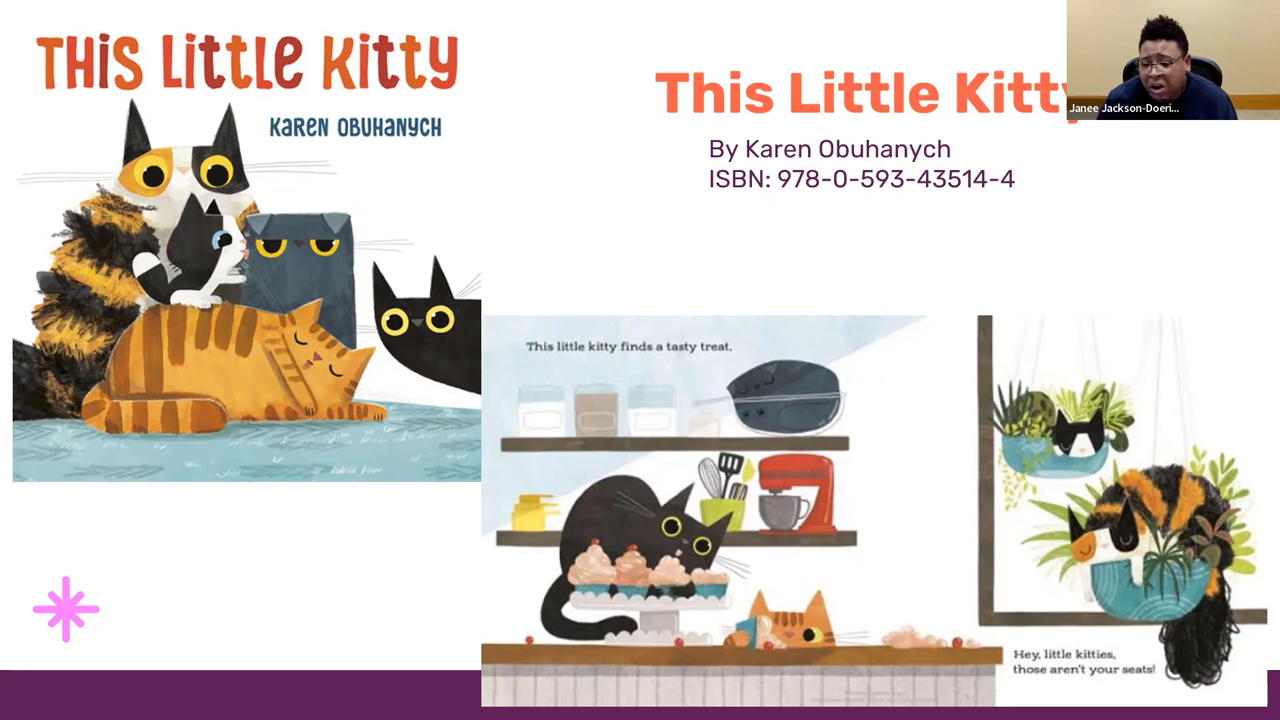 THIS LITTLE KITTY
KAREN OBUHANYCH
This Little Kitty
By Karen Obuhanych
ISBN: 978-0-593-43514-4
Janee Jackson-Doeri...
This little kitty finds a tasty treat.
Hey, little kitties,
those aren't your seats!